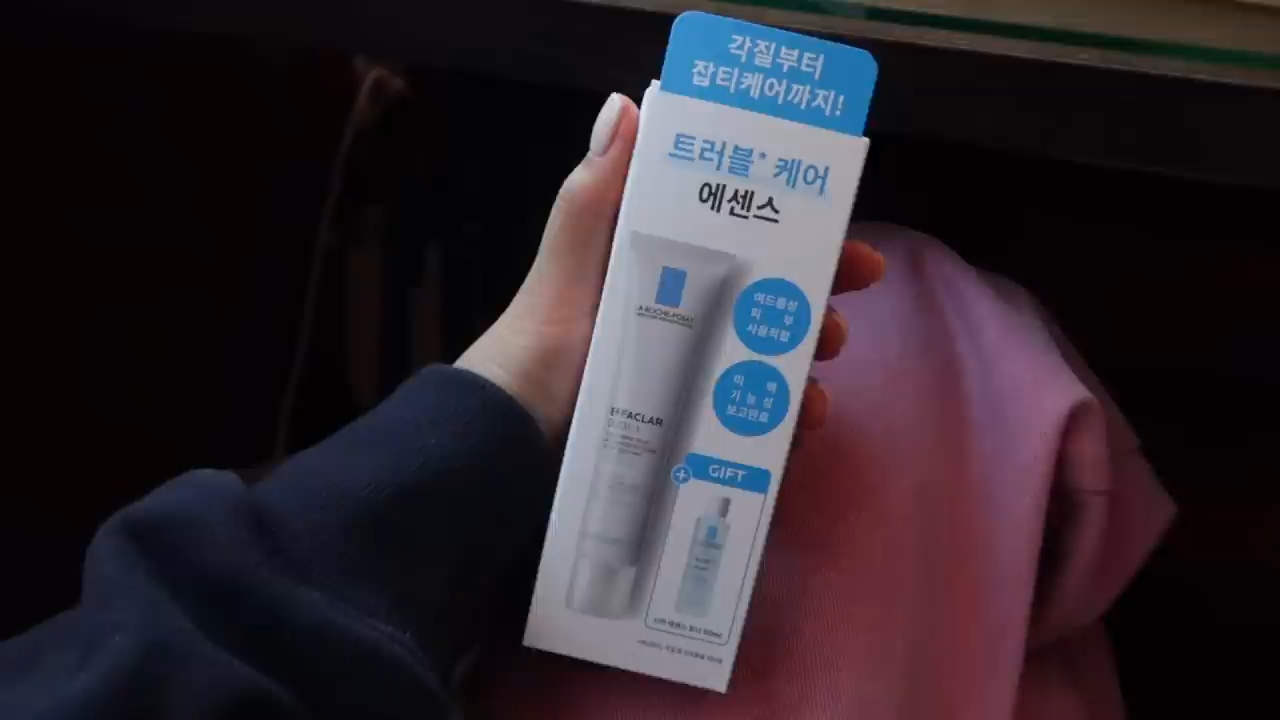 각질부터
잡티케어까지!
트러블* 케어
에센스
LA ROCHE-POSAY
여드름성
피 부
사용적합
미 백
기 능 성
보고완료
EFFACLAR
+ GIFT